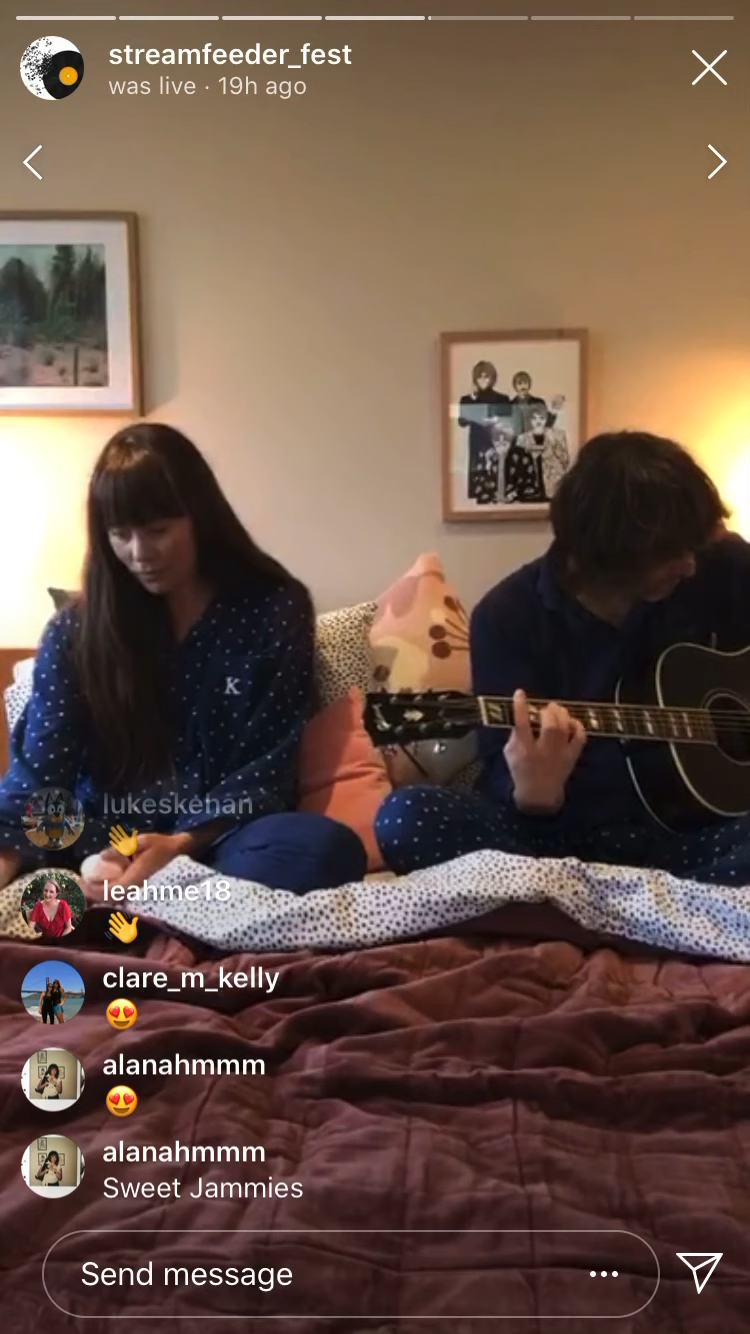 streamfeeder_fest
was live · 19h ago
K
lukeskehan
👋
leahme18
👋
clare_m_kelly
😍
alanahmmm
😍
alanahmmm
Sweet Jammies
Send message